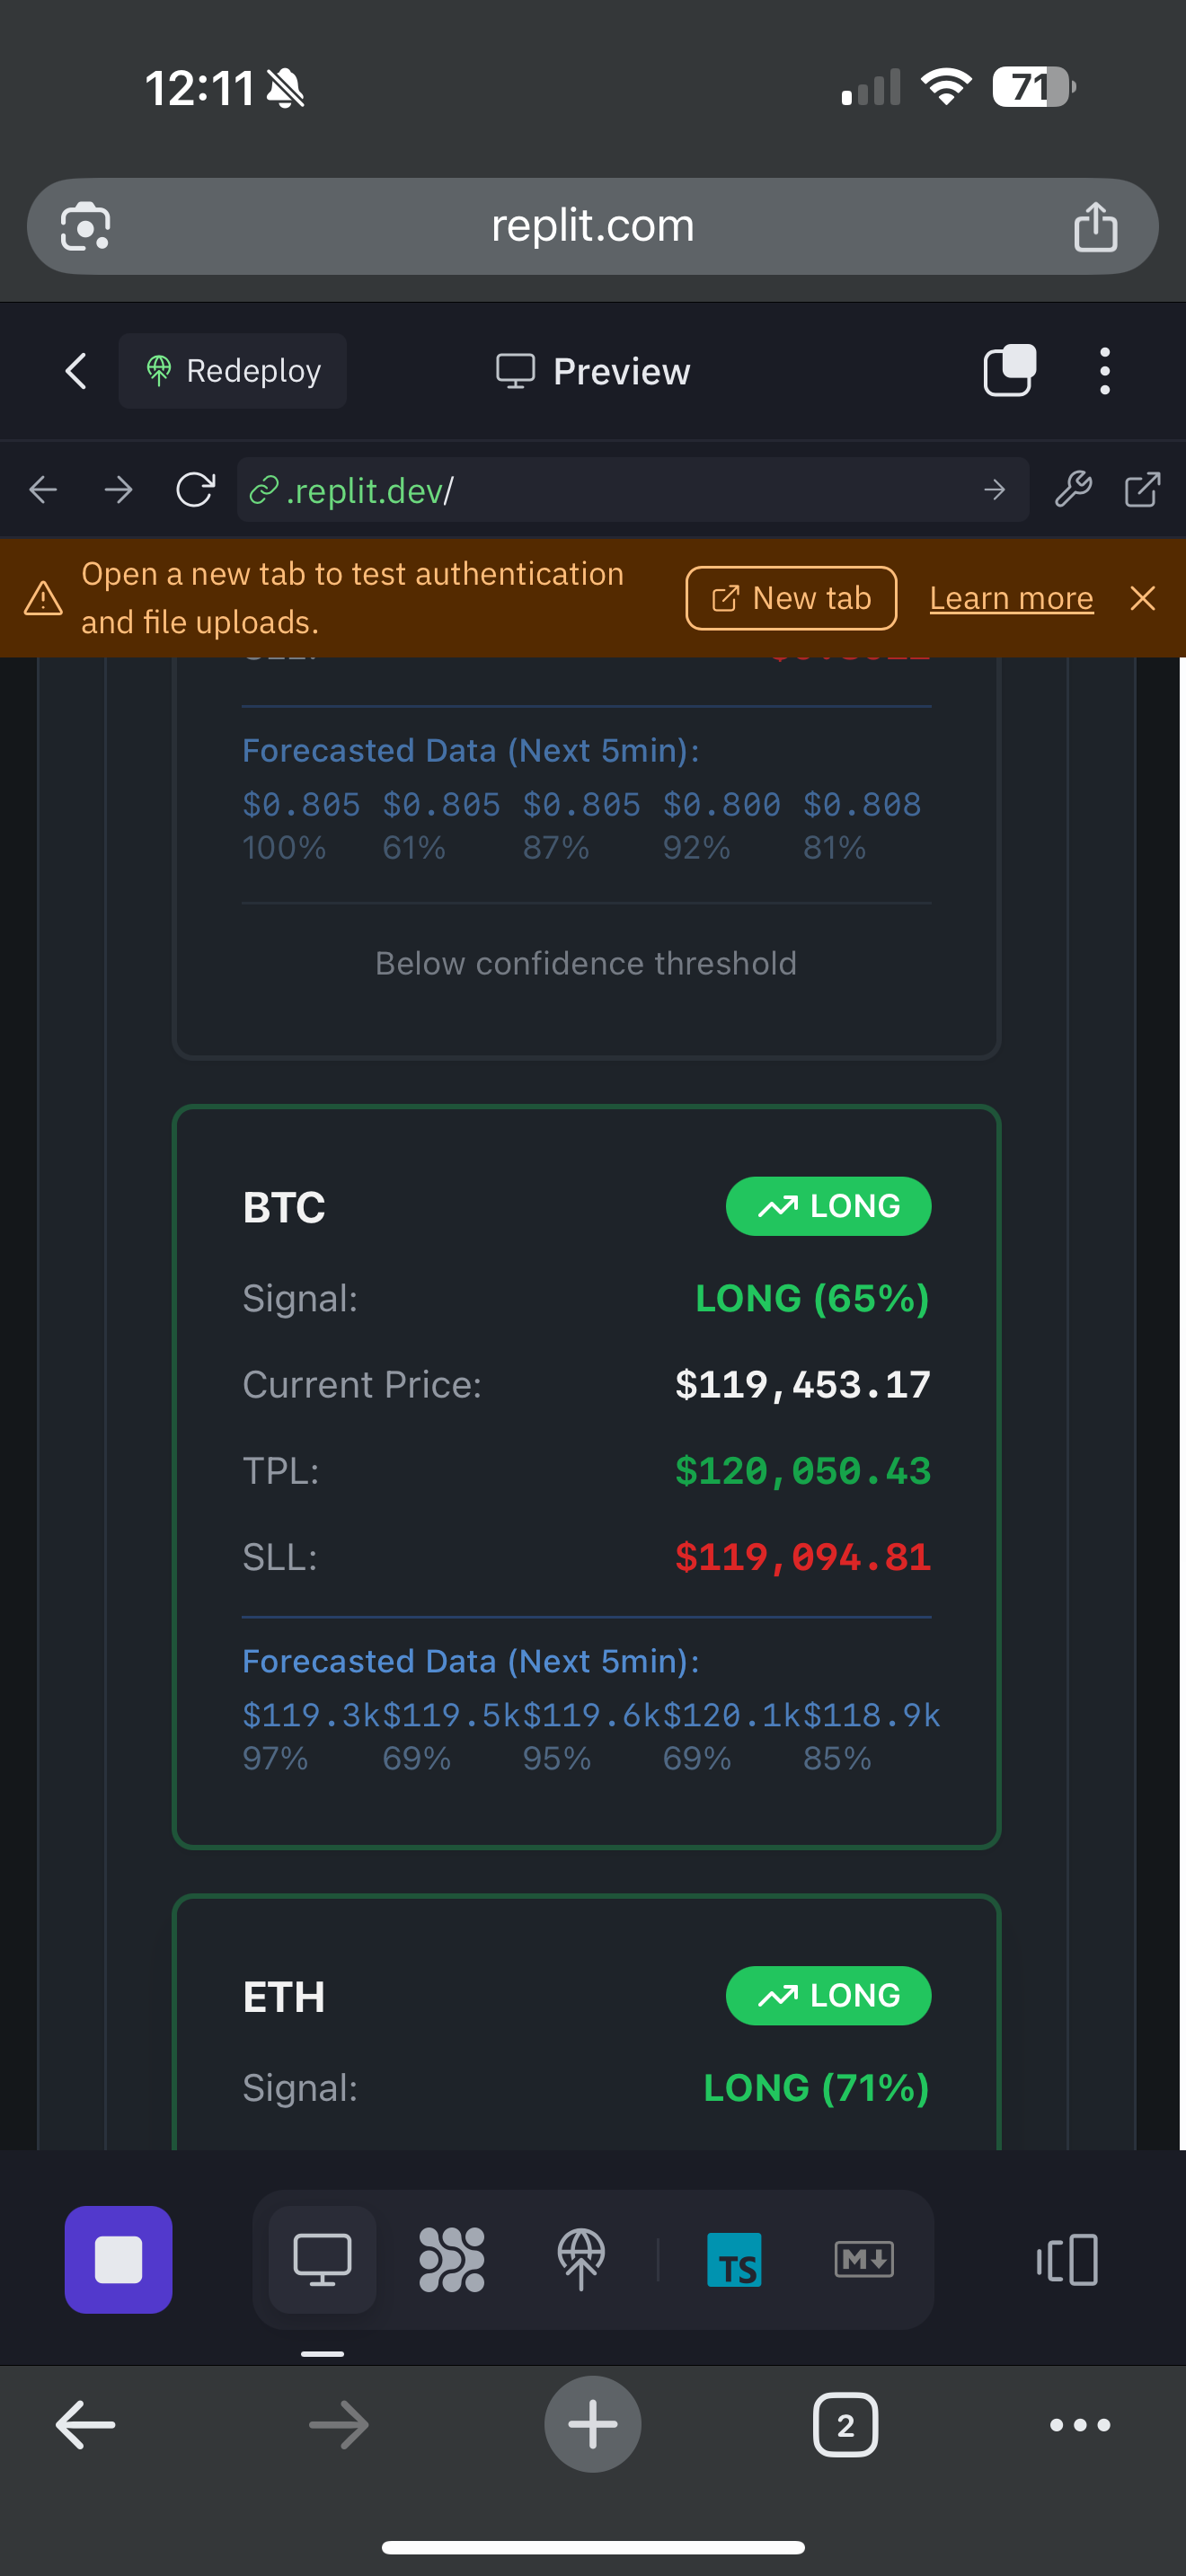 12:11
71
replit.com
Redeploy
Preview
.replit.dev/
Open a new tab to test authentication
and file uploads.
New tab
Learn more
Forecasted Data (Next 5min):
$0.805 $0.805 $0.805 $0.800 $0.808
100% 61% 87% 92% 81%
Below confidence threshold
BTC
LONG
Signal: LONG (65%)
Current Price: $119,453.17
TPL: $120,050.43
SLL: $119,094.81
Forecasted Data (Next 5min):
$119.3k $119.5k $119.6k $120.1k $118.9k
97% 69% 95% 69% 85%
ETH
LONG
Signal: LONG (71%)
TS
M
2